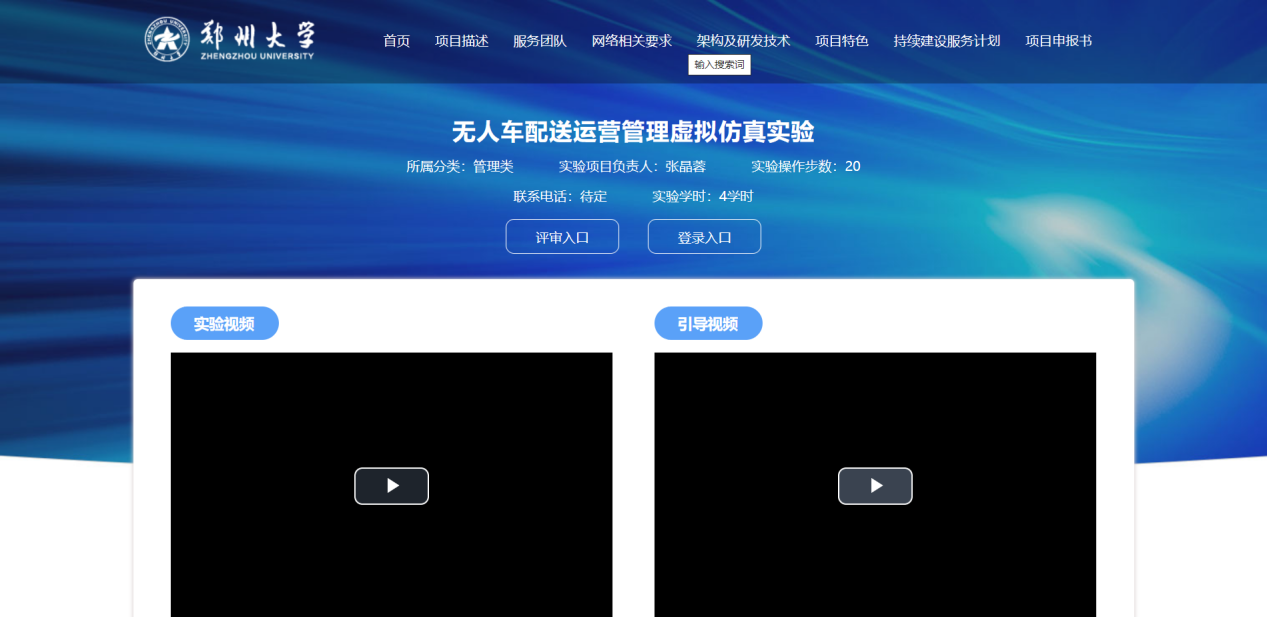 郑州大学
ZHENGZHOU UNIVERSITY
首页 项目描述 服务团队 网络相关要求 架构及研发技术 项目特色 持续建设服务计划 项目申报书
输入搜索词
无人车配送运营管理虚拟仿真实验
所属分类：管理类 实验项目负责人：张晶蓉 实验操作步数：20
联系电话：待定 实验学时：4学时
评审入口 登录入口
实验视频 引导视频